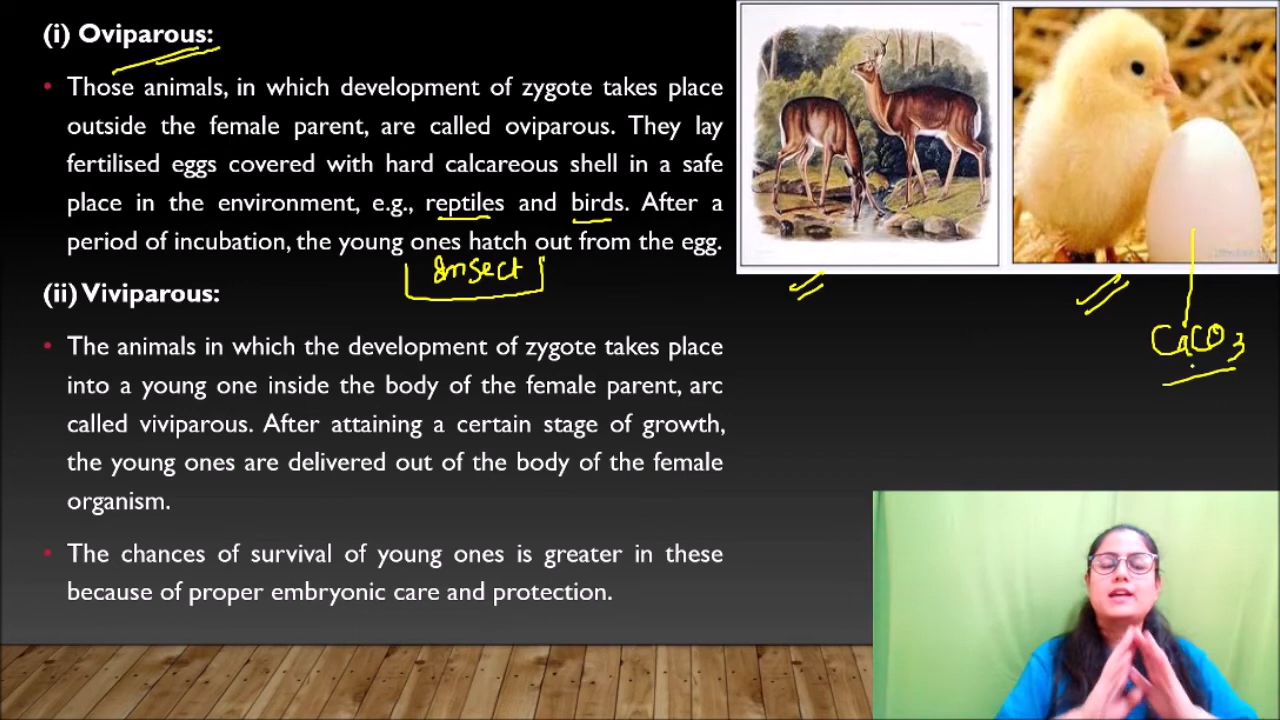 (i) Oviparous:
• Those animals, in which development of zygote takes place
outside the female parent, are called oviparous. They lay
fertilised eggs covered with hard calcareous shell in a safe
place in the environment, e.g., reptiles and birds. After a
period of incubation, the young ones hatch out from the egg.
Insect
(ii) Viviparous:
• The animals in which the development of zygote takes place
into a young one inside the body of the female parent, arc
called viviparous. After attaining a certain stage of growth,
the young ones are delivered out of the body of the female
organism.
• The chances of survival of young ones is greater in these
because of proper embryonic care and protection.
CaCO3